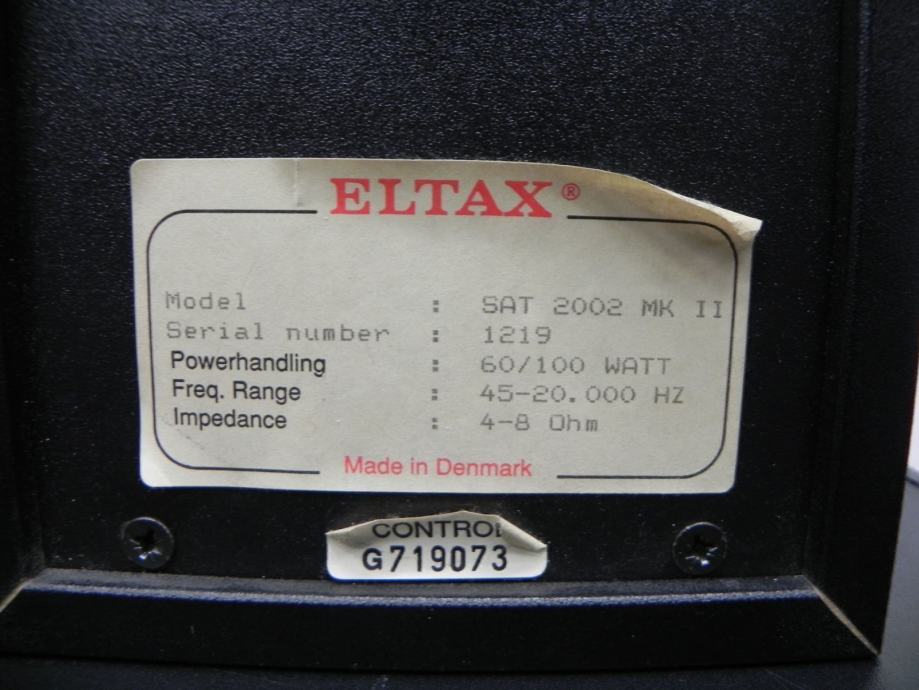 ELTAX®
Model : SAT 2002 MK II
Serial number : 1219
Powerhandling : 60/100 WATT
Freq. Range : 45-20.000 HZ
Impedance : 4-8 Ohm
Made in Denmark
CONTROL
G719073